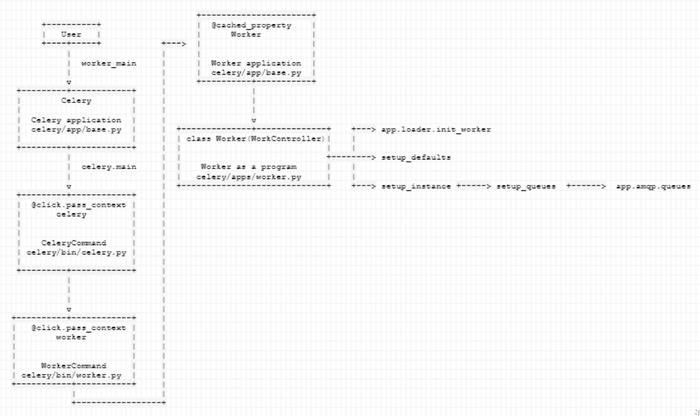 User
worker_main
Celery
Celery application
celery/app/base.py
celery.main
@click.pass_context
celery
CeleryCommand
celery/bin/celery.py
@click.pass_context
worker
WorkerCommand
celery/bin/worker.py
@cached_property
Worker
Worker application
celery/app/base.py
class Worker(WorkController)
Worker as a program
celery/apps/worker.py
app.loader.init_worker
setup_defaults
setup_instance
setup_queues
app.amqp.queues